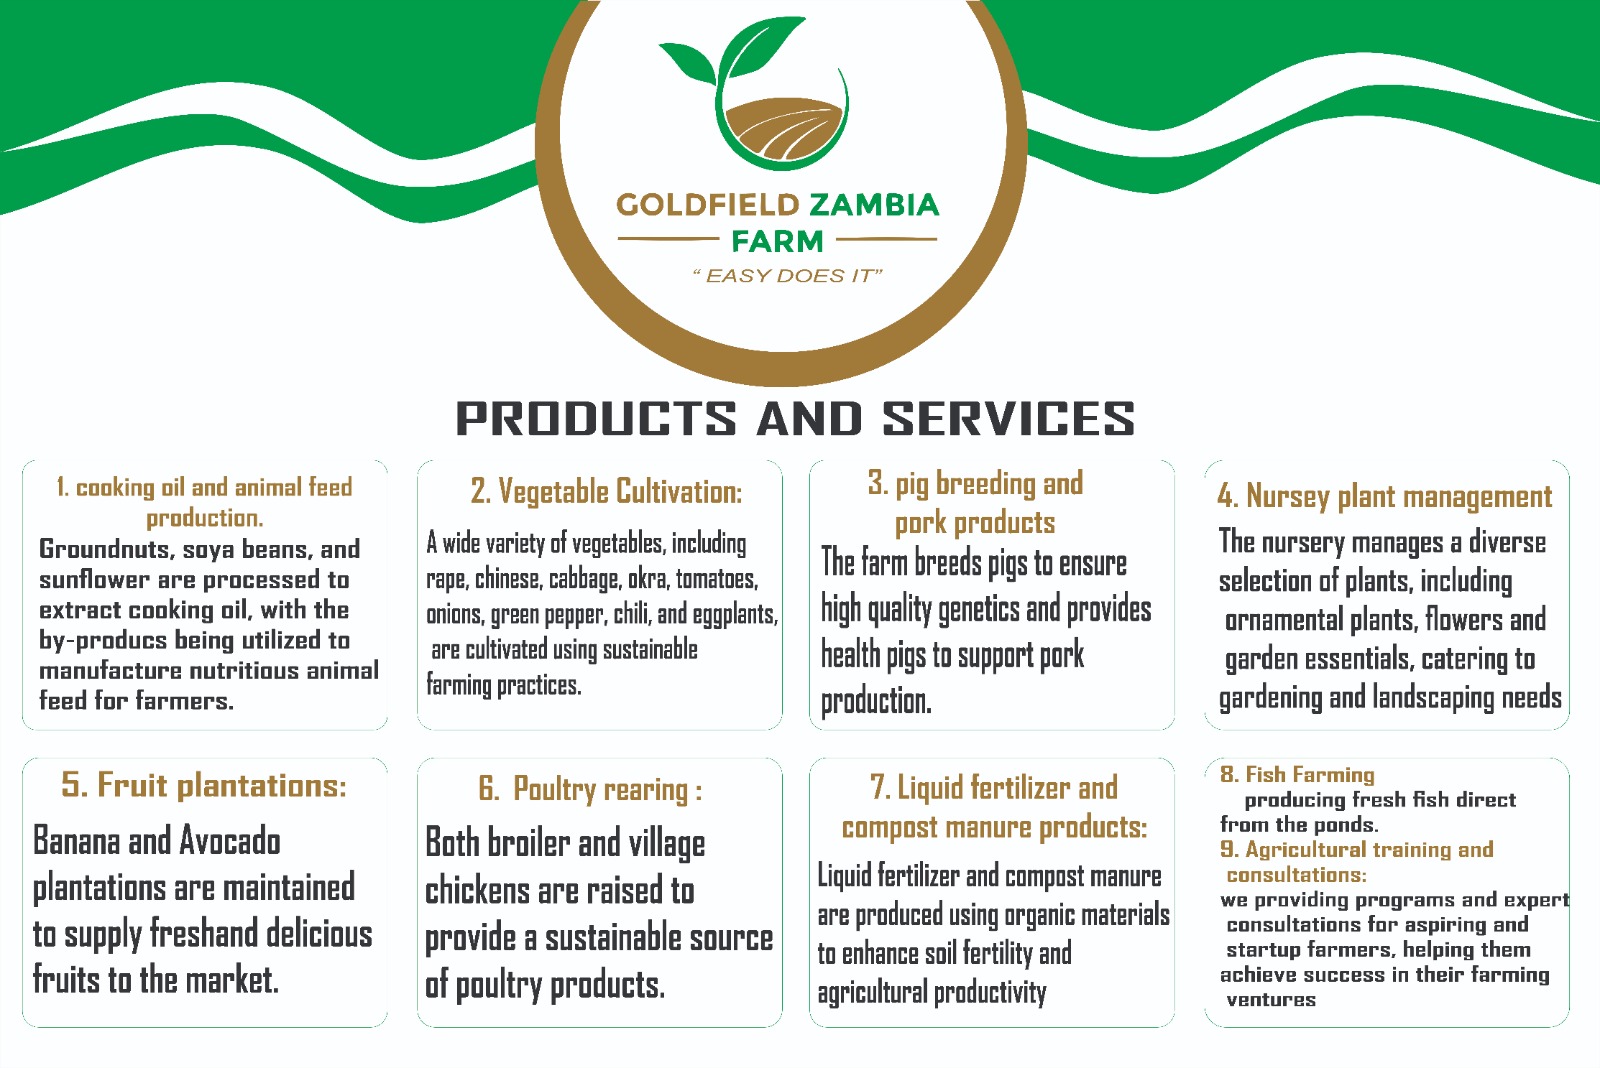 GOLDFIELD ZAMBIA
FARM
“ EASY DOES IT”
PRODUCTS AND SERVICES
1. cooking oil and animal feed
production.
Groundnuts, soya beans, and
sunflower are processed to
extract cooking oil, with the
by-producs being utilized to
manufacture nutritious animal
feed for farmers.
2. Vegetable Cultivation:
A wide variety of vegetables, including
rape, chinese, cabbage, okra, tomatoes,
onions, green pepper, chili, and eggplants,
are cultivated using sustainable
farming practices.
3. pig breeding and
pork products
The farm breeds pigs to ensure
high quality genetics and provides
health pigs to support pork
production.
4. Nursey plant management
The nursery manages a diverse
selection of plants, including
ornamental plants, flowers and
garden essentials, catering to
gardening and landscaping needs
5. Fruit plantations:
Banana and Avocado
plantations are maintained
to supply freshand delicious
fruits to the market.
6. Poultry rearing :
Both broiler and village
chickens are raised to
provide a sustainable source
of poultry products.
7. Liquid fertilizer and
compost manure products:
Liquid fertilizer and compost manure
are produced using organic materials
to enhance soil fertility and
agricultural productivity
8. Fish Farming
producing fresh fish direct
from the ponds.
9. Agricultural training and
consultations:
we providing programs and expert
consultations for aspiring and
startup farmers, helping them
achieve success in their farming
ventures